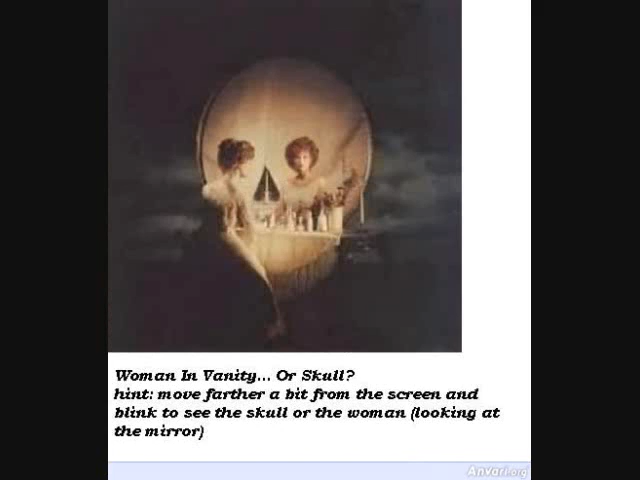 Woman In Vanity... Or Skull?
hint: move farther a bit from the screen and
blink to see the skull or the woman (looking at
the mirror)
Anvari.org